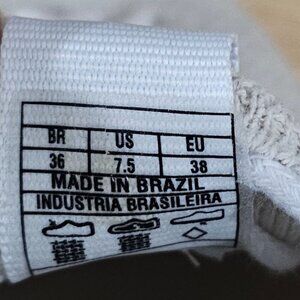 BR US EU
36 7.5 38
MADE IN BRAZIL
INDUSTRIA BRASILEIRA